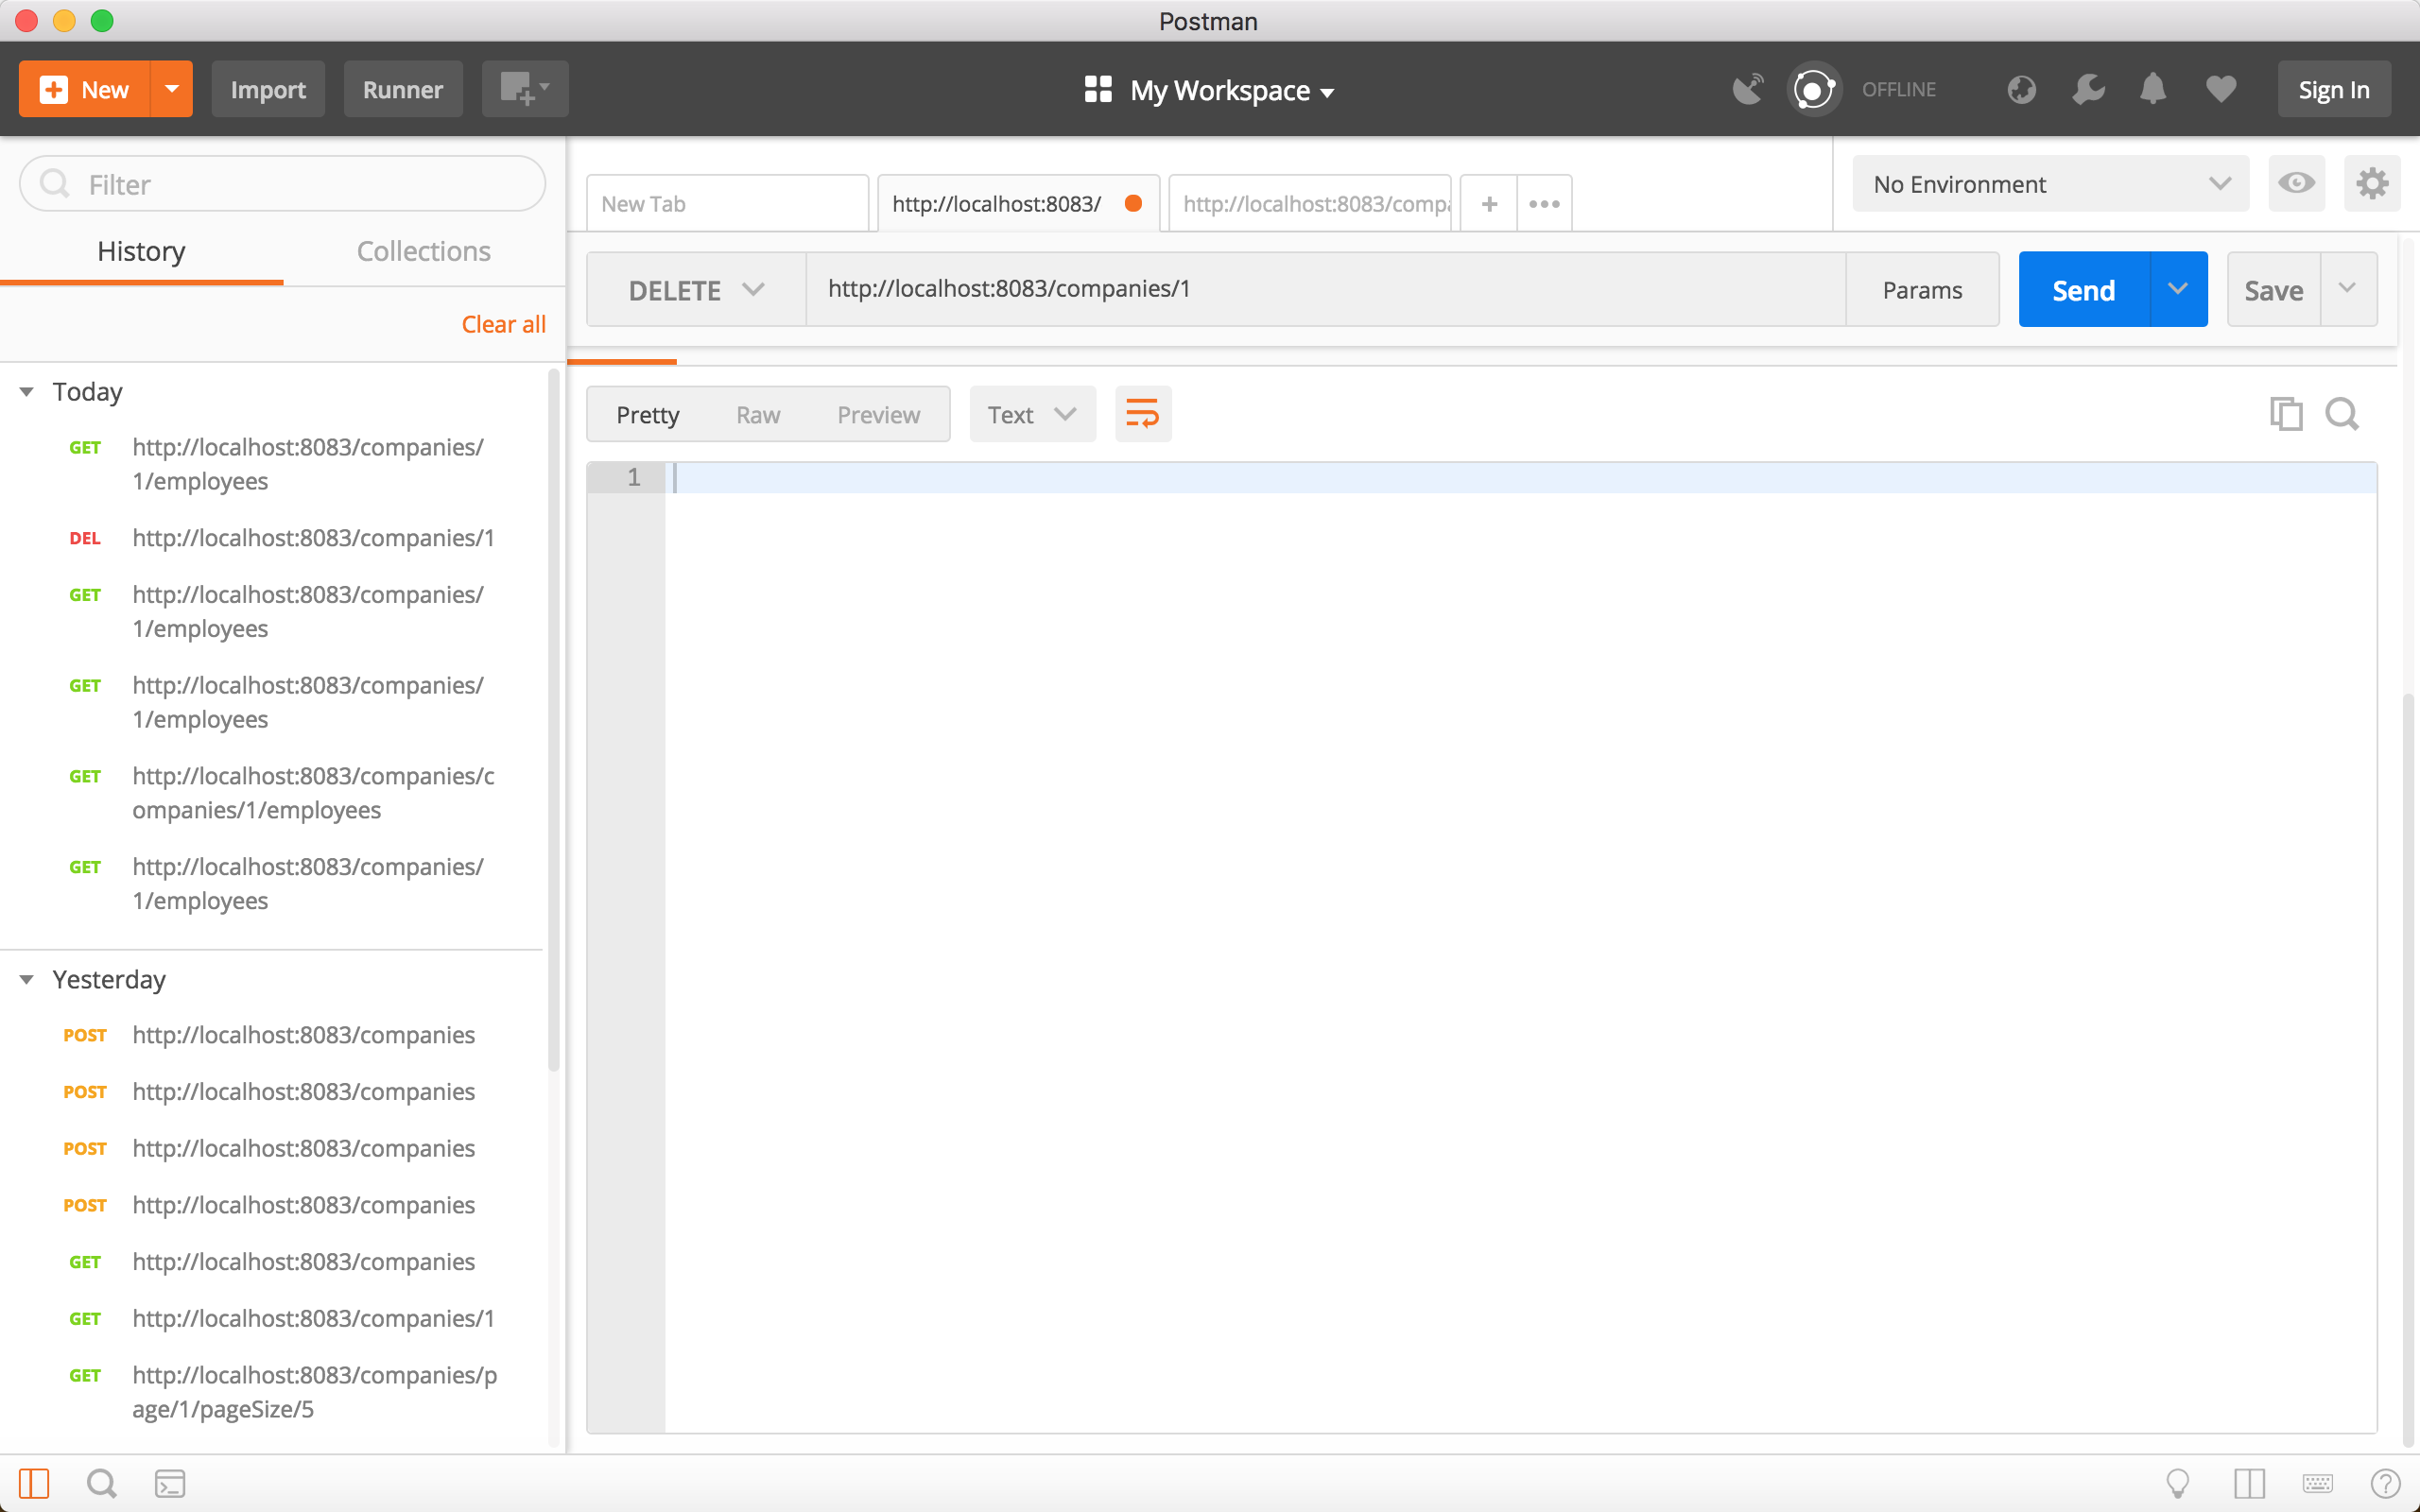 Postman
New
Import
Runner
My Workspace
OFFLINE
Sign In
Filter
History
Collections
Clear all
Today
GET http://localhost:8083/companies/
1/employees
DEL http://localhost:8083/companies/1
GET http://localhost:8083/companies/
1/employees
GET http://localhost:8083/companies/
1/employees
GET http://localhost:8083/companies/c
ompanies/1/employees
GET http://localhost:8083/companies/
1/employees
Yesterday
POST http://localhost:8083/companies
POST http://localhost:8083/companies
POST http://localhost:8083/companies
POST http://localhost:8083/companies
GET http://localhost:8083/companies
GET http://localhost:8083/companies/1
GET http://localhost:8083/companies/p
age/1/pageSize/5
New Tab
http://localhost:8083/
http://localhost:8083/comp
No Environment
DELETE
http://localhost:8083/companies/1
Params
Send
Save
Pretty
Raw
Preview
Text
1